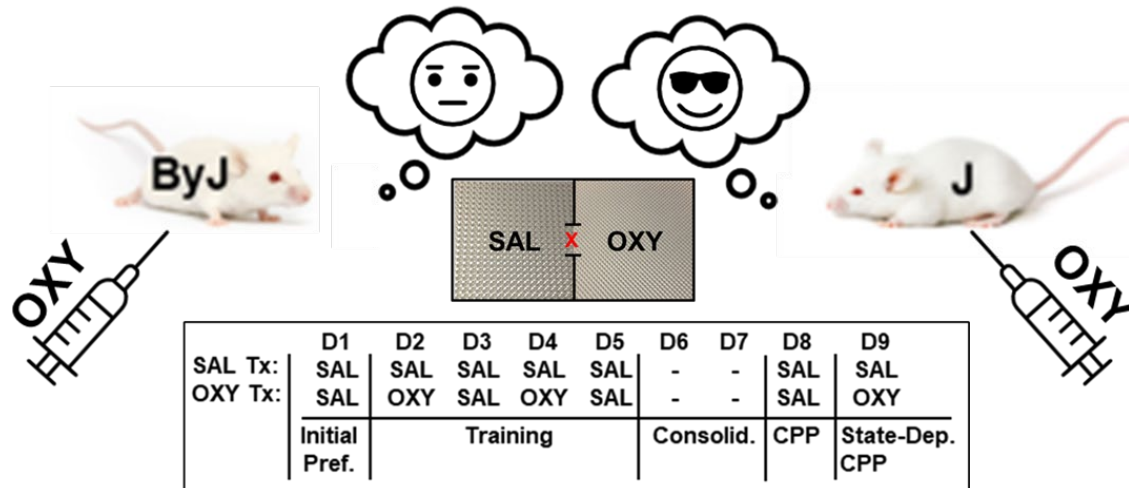 ByJ
J
SAL X OXY
OXY
OXY
D1 D2 D3 D4 D5 D6 D7 D8 D9
SAL Tx: SAL SAL SAL SAL SAL - - SAL SAL
OXY Tx: SAL OXY SAL OXY SAL - - SAL OXY
Initial Training Consolid. CPP State-Dep.
Pref. CPP